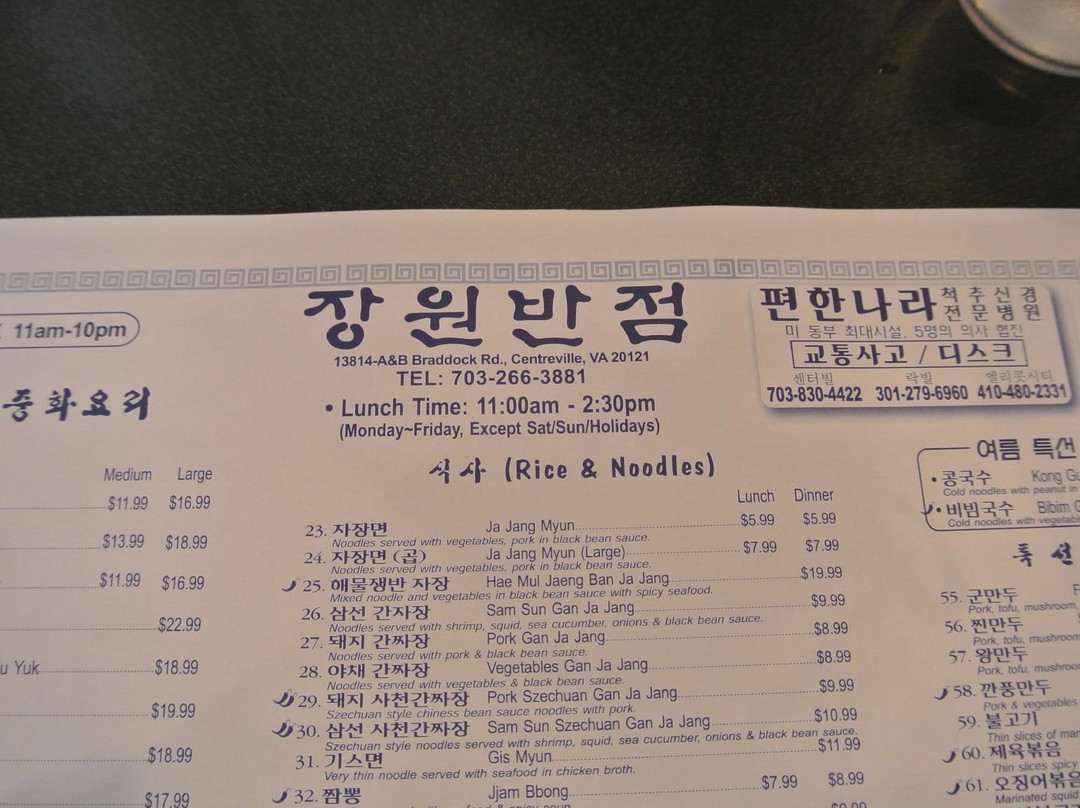 11am-10pm
중화요리
Medium Large
$11.99 $16.99
$13.99 $18.99
$11.99 $16.99
$22.99
u Yuk $18.99
$19.99
$18.99
$17.99
장원반점
13814-A&B Braddock Rd., Centreville, VA 20121
TEL: 703-266-3881
• Lunch Time: 11:00am - 2:30pm
(Monday~Friday, Except Sat/Sun/Holidays)
식사 (Rice & Noodles)
Lunch Dinner
23. 자장면 Ja Jang Myun $5.99 $5.99
Noodles served with vegetables, pork in black bean sauce.
24. 자장면 (곱) Ja Jang Myun (Large) $7.99 $7.99
Noodles served with vegetables, pork in black bean sauce.
25. 해물쟁반 자장 Hae Mul Jaeng Ban Ja Jang $19.99
Mixed noodle and vegetables in black bean sauce with spicy seafood.
26. 삼선 간자장 Sam Sun Gan Ja Jang $9.99
Noodles served with shrimp, squid, sea cucumber, onions & black bean sauce.
27. 돼지 간짜장 Pork Gan Ja Jang $8.99
Noodles served with pork & black bean sauce.
28. 야채 간짜장 Vegetables Gan Ja Jang $8.99
Noodles served with vegetables & black bean sauce.
29. 돼지 사천간짜장 Pork Szechuan Gan Ja Jang $9.99
Szechuan style chiness bean sauce noodles with pork.
30. 삼선 사천간짜장 Sam Sun Szechuan Gan Ja Jang $10.99
Szechuan style noodles served with shrimp, squid, sea cucumber, onions & black bean sauce.
31. 기스면 Gis Myun $11.99
Very thin noodle served with seafood in chicken broth.
32. 짬뽕 Jjam Bbong $7.99 $8.99
편한나라 척추신경 전문병원
미 동부 최대시설, 5명의 의사 협진
교통사고 / 디스크
센터빌 락빌 엘리콧시티
703-830-4422 301-279-6960 410-480-2331
여름 특선
• 콩국수 Kong Gu
Cold noodles with peanut in
• 비빔국수 Bibim G
Cold noodles with vegetab
특선
55. 군만두
Pork, tofu, mushroom,
56. 찐만두
Pork, tofu, mushroom
57. 왕만두
Pork, tofu, mushroo
58. 깐풍만두
Pork & vegetables
59. 불고기
Thin slices of mar
60. 제육볶음
Thin slices spicy
61. 오징어볶음
Marinated squid